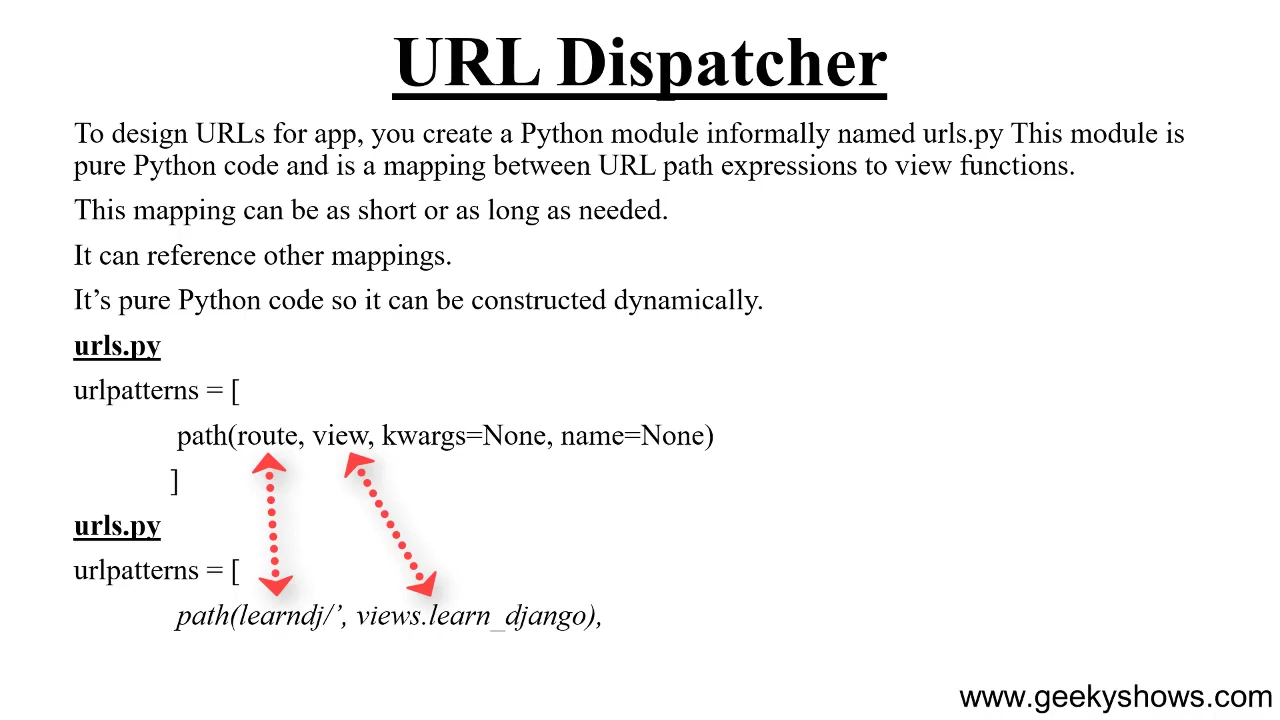 URL Dispatcher
To design URLs for app, you create a Python module informally named urls.py This module is
pure Python code and is a mapping between URL path expressions to view functions.
This mapping can be as short or as long as needed.
It can reference other mappings.
It’s pure Python code so it can be constructed dynamically.
urls.py
urlpatterns = [
path(route, view, kwargs=None, name=None)
]
urls.py
urlpatterns = [
path(learndj/’, views.learn_django),
www.geekyshows.com